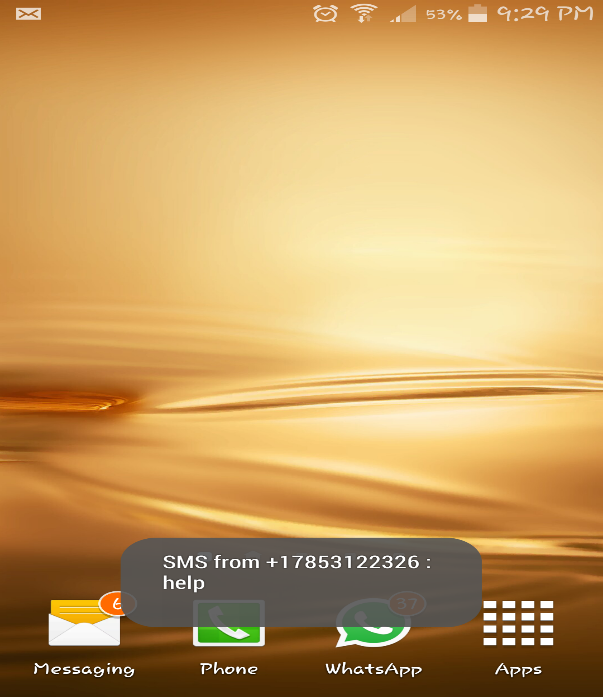 53% 9:29 PM
SMS from +17853122326 :
help
6
37
Messaging Phone WhatsApp Apps